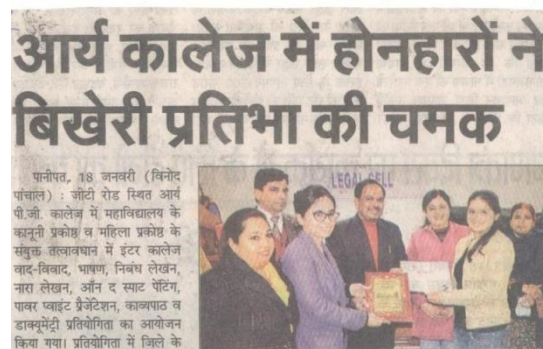 आर्य कालेज में होनहारों ने
बिखेरी प्रतिभा की चमक
पानीपत, 18 जनवरी (विनोद
पांचाल) : जोटी रोड स्थित आर्य
पी.जी. कालेज में महाविद्यालय के
कानूनी प्रकोष्ठ व महिला प्रकोष्ठ के
संयुक्त तत्वावधान में इंटर कालेज
वाद-विवाद, भाषण, निबंध लेखन,
नारा लेखन, ऑन द स्पाट पेंटिंग,
पावर प्वाइंट प्रैजेंटेशन, काव्यपाठ व
डाक्यूमेंट्री प्रतियोगिता का आयोजन
किया गया। प्रतियोगिता में जिले के
LEGAL CELL